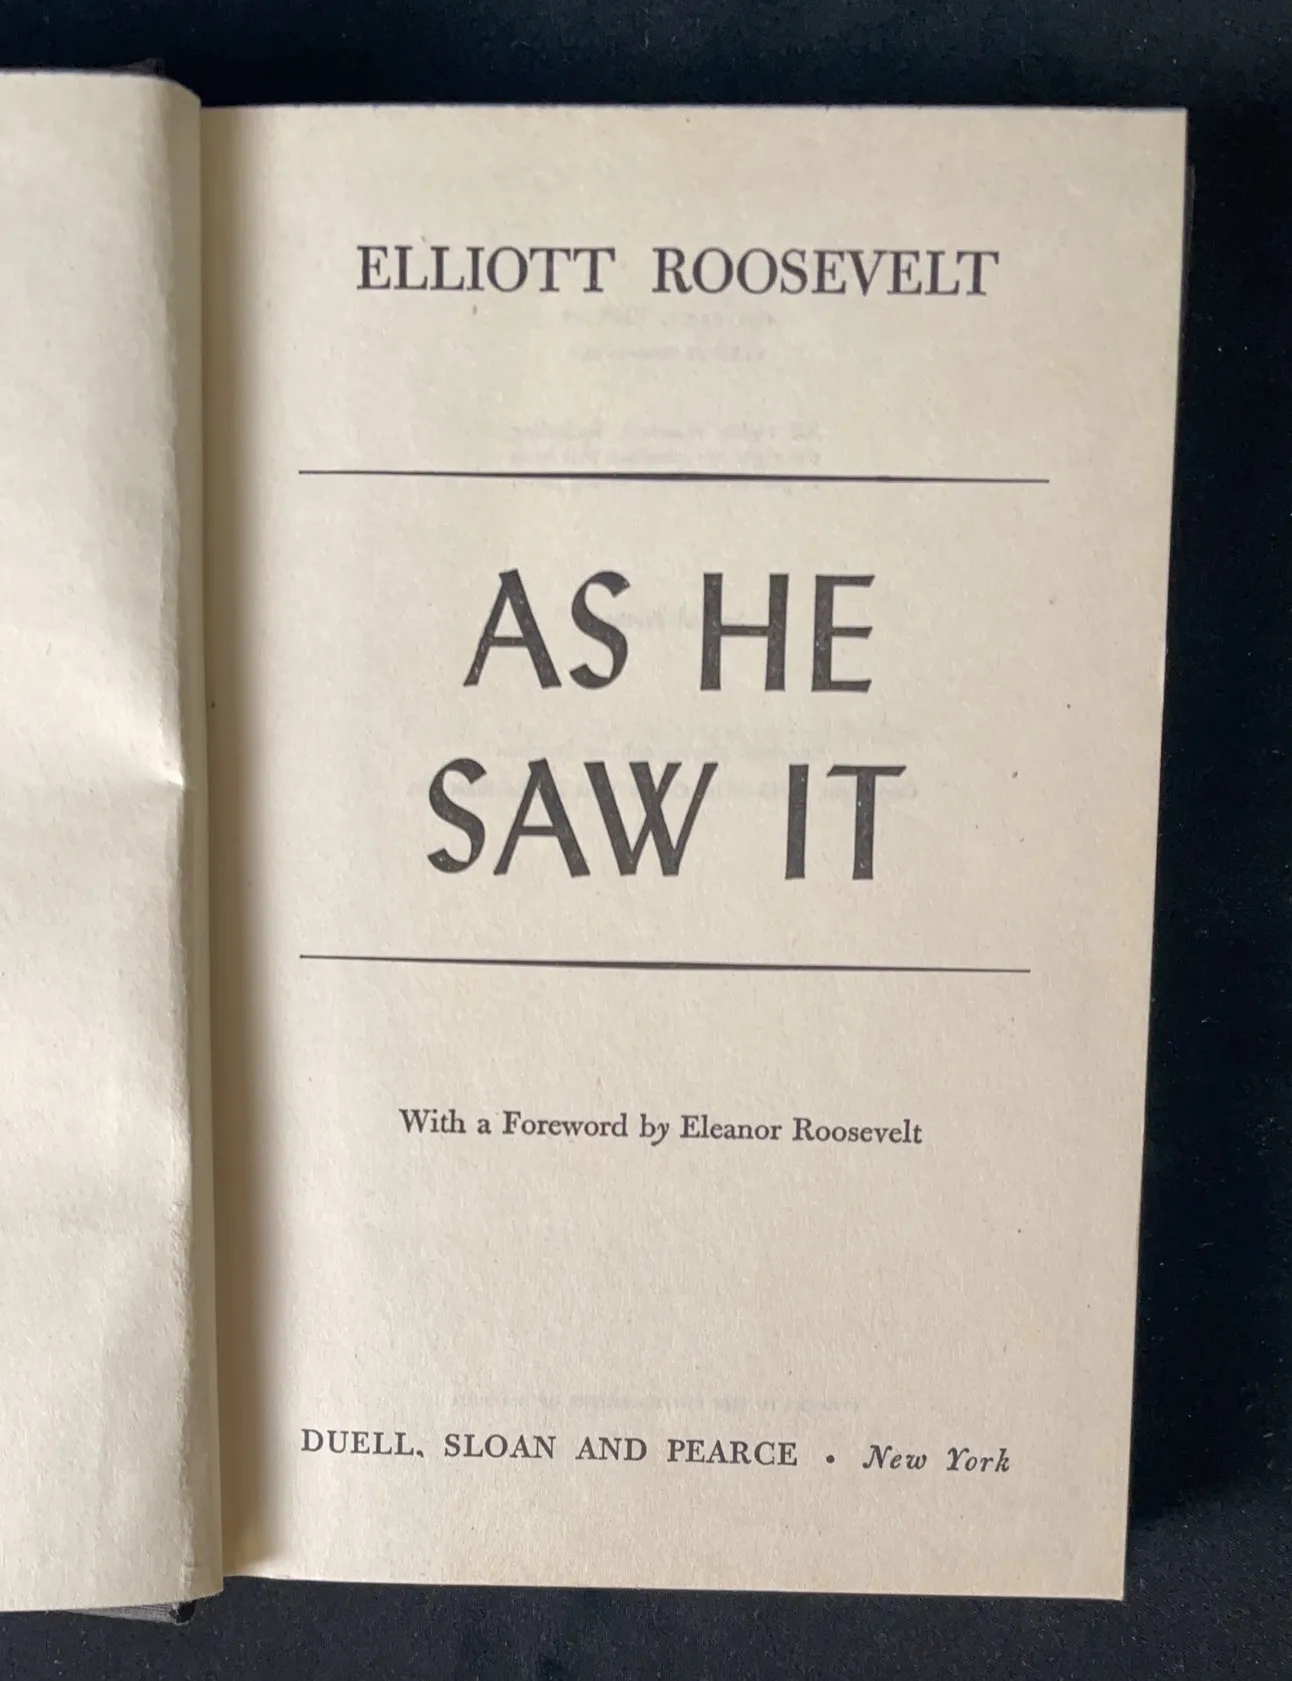 ELLIOTT ROOSEVELT
AS HE
SAW IT
With a Foreword by Eleanor Roosevelt
DUELL, SLOAN AND PEARCE • New York